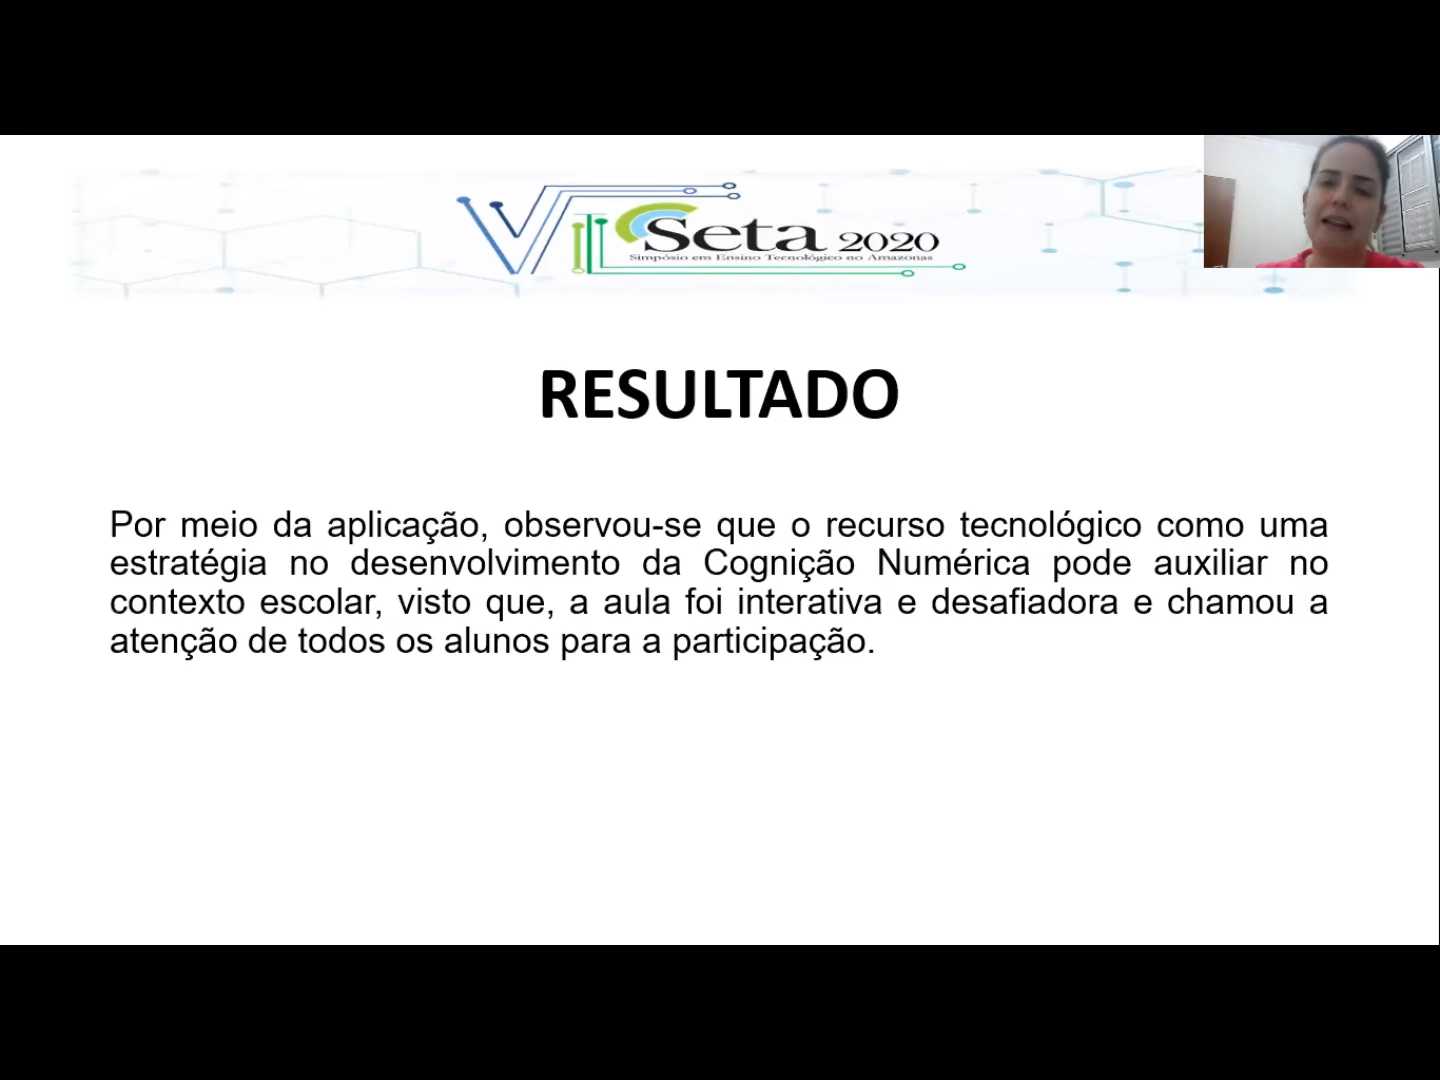 VII Seta 2020
Simpósio em Ensino Tecnológico no Amazonas
RESULTADO
Por meio da aplicação, observou-se que o recurso tecnológico como uma
estratégia no desenvolvimento da Cognição Numérica pode auxiliar no
contexto escolar, visto que, a aula foi interativa e desafiadora e chamou a
atenção de todos os alunos para a participação.